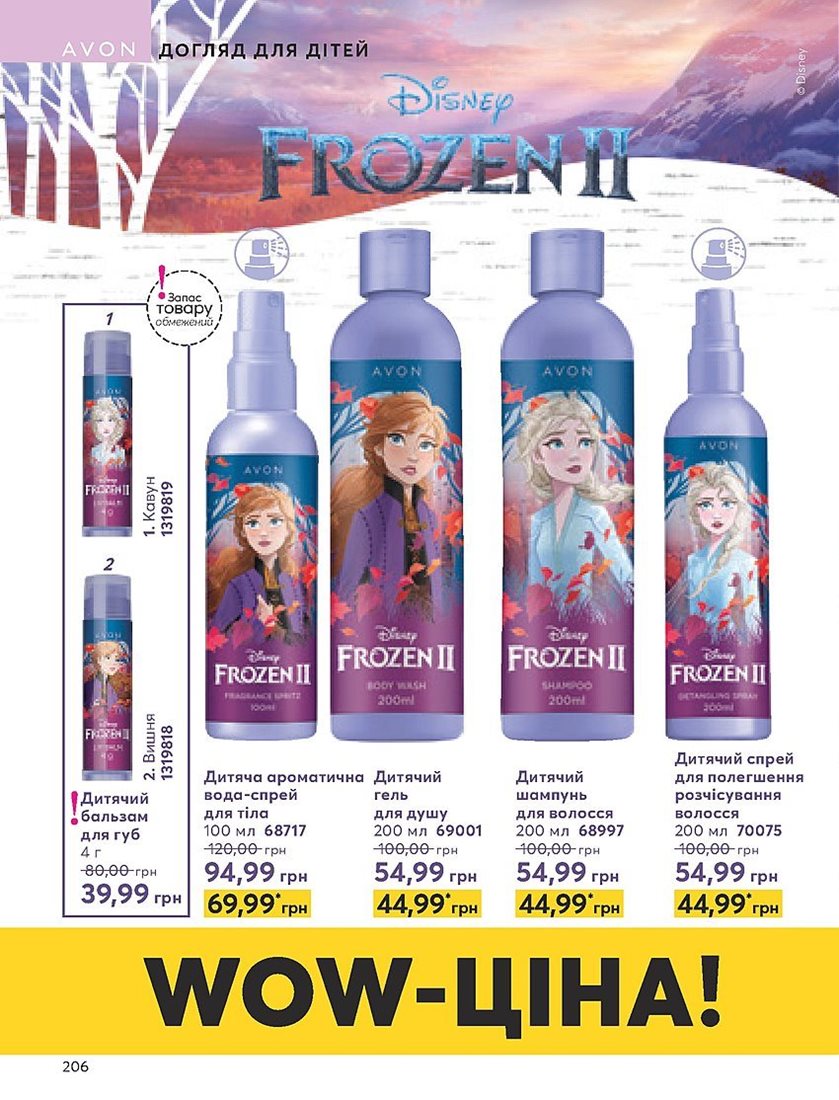 AVON
ДОГЛЯД ДЛЯ ДІТЕЙ
© Disney
Disney
FROZEN II
!
Запас
товару
обмежений
1
FROZEN II
4 g
1. Кавун
1319819
2
AVON
Disney
FROZEN II
LIP BALM
4 g
2. Вишня
1319818
!
Дитячий
бальзам
для губ
4 г
80,00 грн
39,99 грн
AVON
Disney
FROZEN II
FRAGRANCE SPRITZ
100ml
AVON
Disney
FROZEN II
BODY WASH
200ml
AVON
Disney
FROZEN II
SHAMPOO
200ml
AVON
Disney
FROZEN II
DETANGLING SPRAY
200ml
Дитяча ароматична
вода-спрей
для тіла
100 мл 68717
120,00 грн
94,99 грн
69,99* грн
Дитячий
гель
для душу
200 мл 69001
100,00 грн
54,99 грн
44,99* грн
Дитячий
шампунь
для волосся
200 мл 68997
100,00 грн
54,99 грн
44,99* грн
Дитячий спрей
для полегшення
розчісування
волосся
200 мл 70075
100,00 грн
54,99 грн
44,99* грн
WOW-ЦІНА!
206